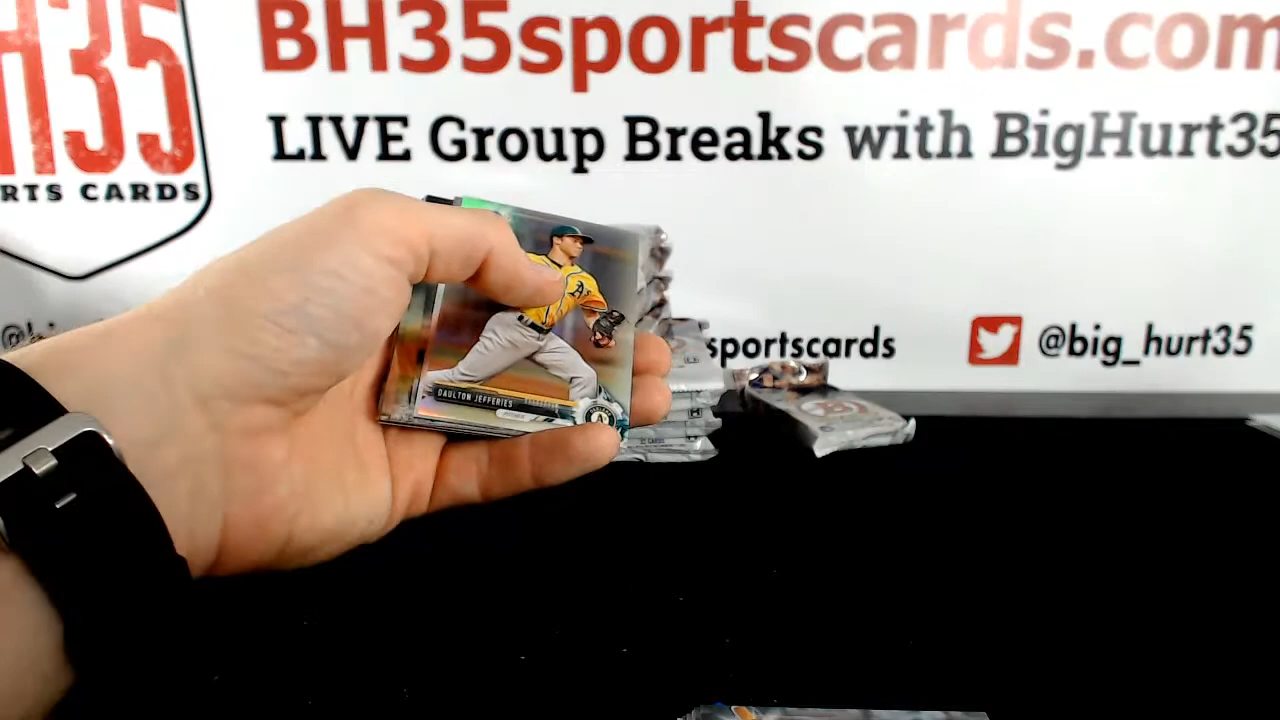 H35
RTS CARDS
BH35sportscards.com
LIVE Group Breaks with BigHurt35
sportscards
@big_hurt35
A's
DAULTON JEFFERIES